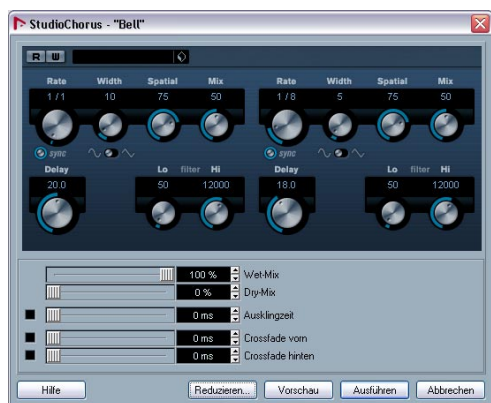 StudioChorus - "Bell"
R W
Rate Width Spatial Mix Rate Width Spatial Mix
1 / 1 10 75 50 1 / 8 5 75 50
sync sync
Delay Lo filter Hi Delay Lo filter Hi
20.0 50 12000 18.0 50 12000
100 % Wet-Mix
0 % Dry-Mix
0 ms Ausklingzeit
0 ms Crossfade vorn
0 ms Crossfade hinten
Hilfe Reduzieren... Vorschau Ausführen Abbrechen